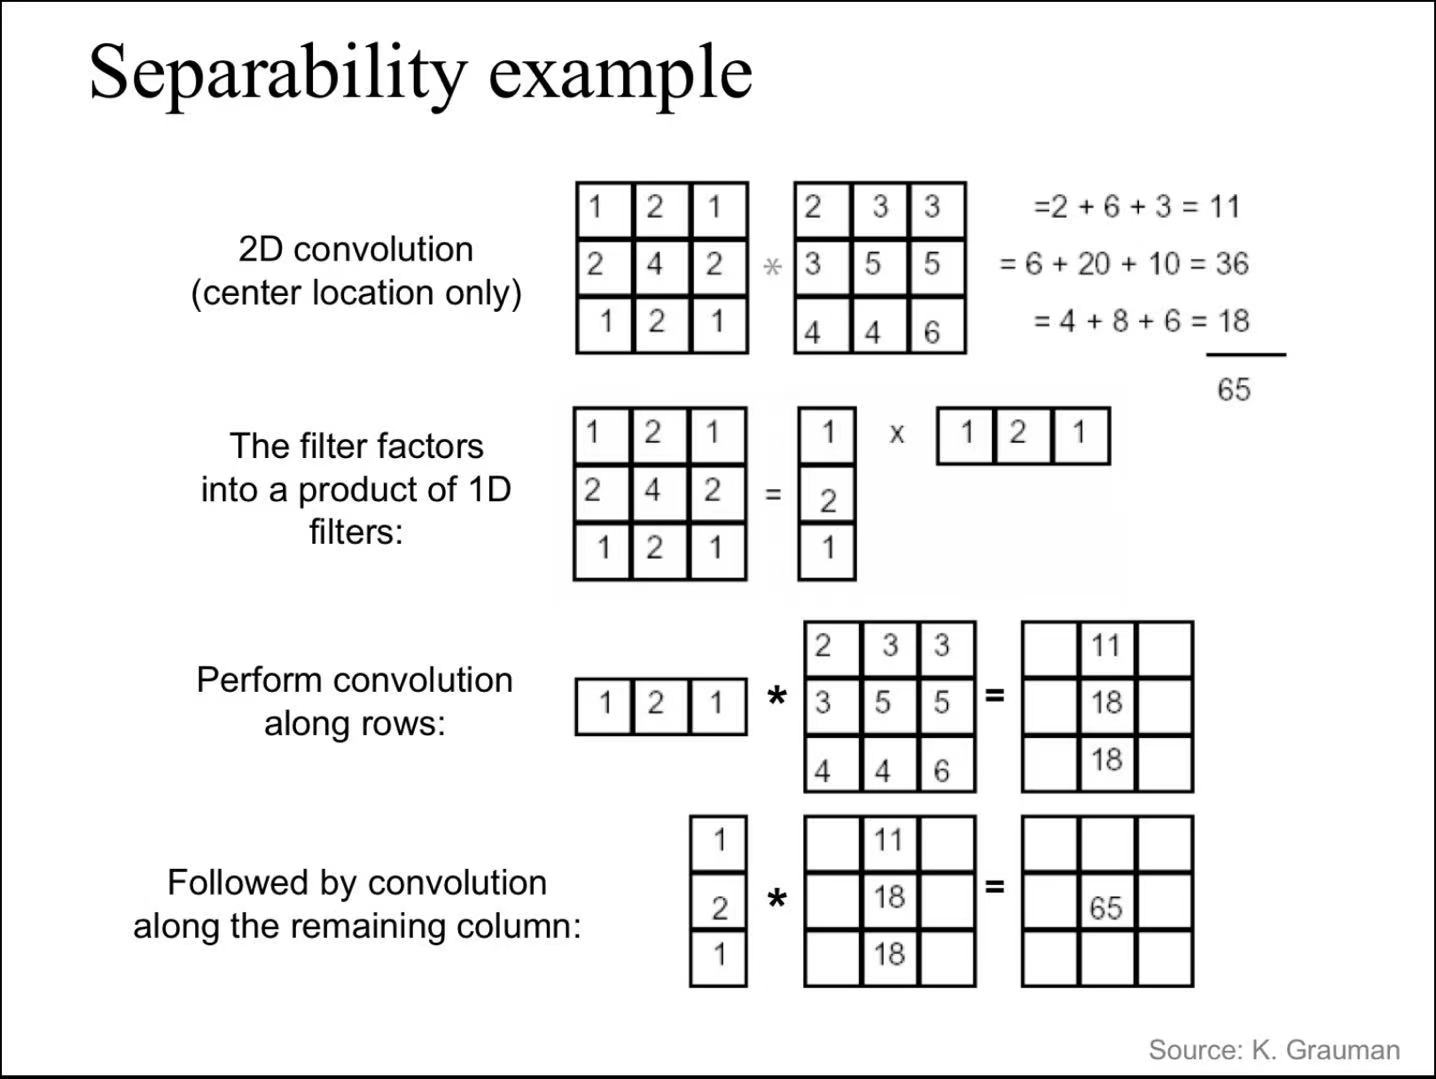 Separability example
2D convolution
(center location only)
1 2 1
2 4 2
1 2 1
*
2 3 3
3 5 5
4 4 6
=2 + 6 + 3 = 11
= 6 + 20 + 10 = 36
= 4 + 8 + 6 = 18
65
The filter factors
into a product of 1D
filters:
1 2 1
2 4 2
1 2 1
=
1
2
1
x
1 2 1
Perform convolution
along rows:
1 2 1
*
2 3 3
3 5 5
4 4 6
=
11
18
18
Followed by convolution
along the remaining column:
1
2
1
*
11
18
18
=
65
Source: K. Grauman